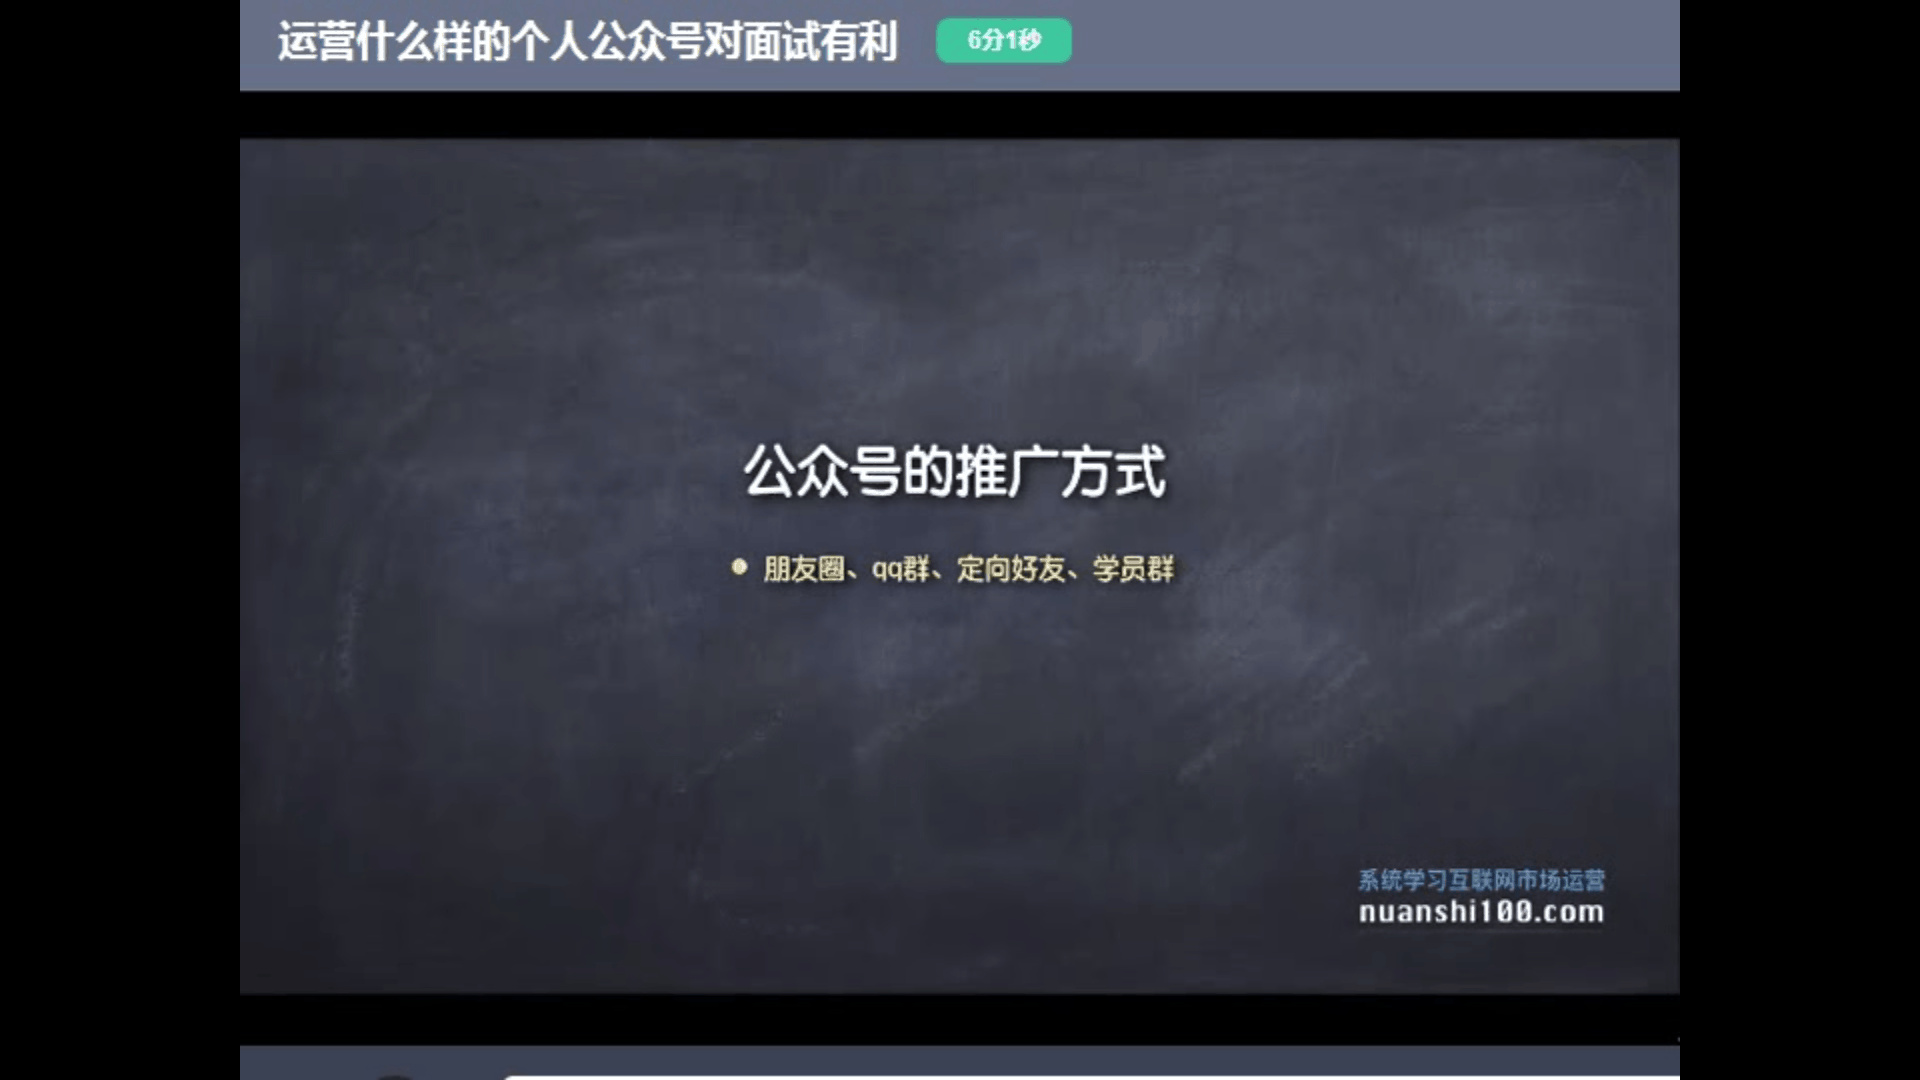 运营什么样的个人公众号对面试有利 6分1秒
公众号的推广方式
朋友圈、qq群、定向好友、学员群
系统学习互联网市场运营
nuanshi100.com